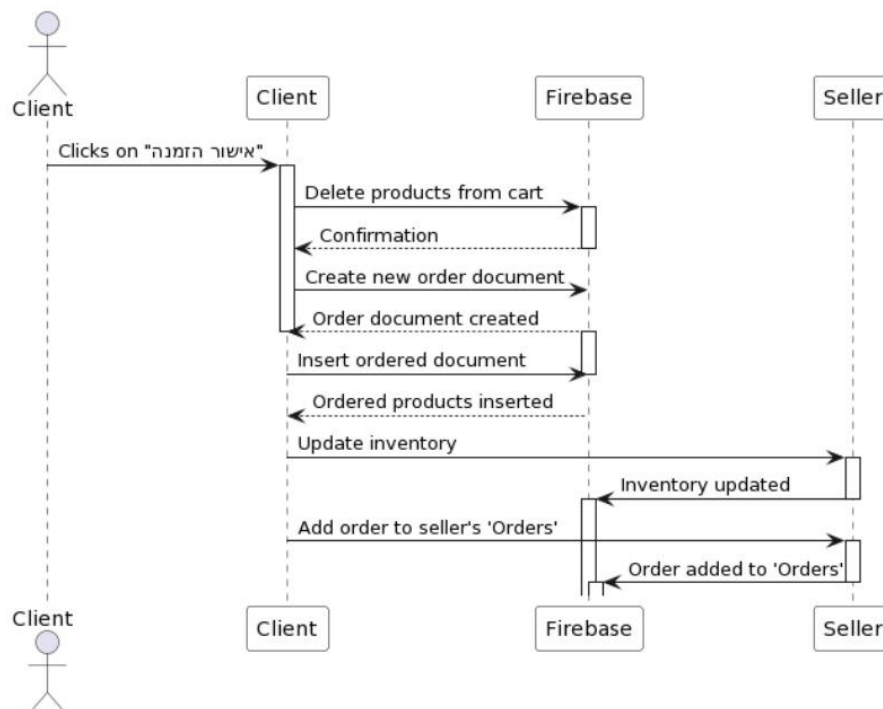 Client
Client
Firebase
Seller
Clicks on "אישור הזמנה"
Delete products from cart
Confirmation
Create new order document
Order document created
Insert ordered document
Ordered products inserted
Update inventory
Inventory updated
Add order to seller's 'Orders'
Order added to 'Orders'
Client
Client
Firebase
Seller